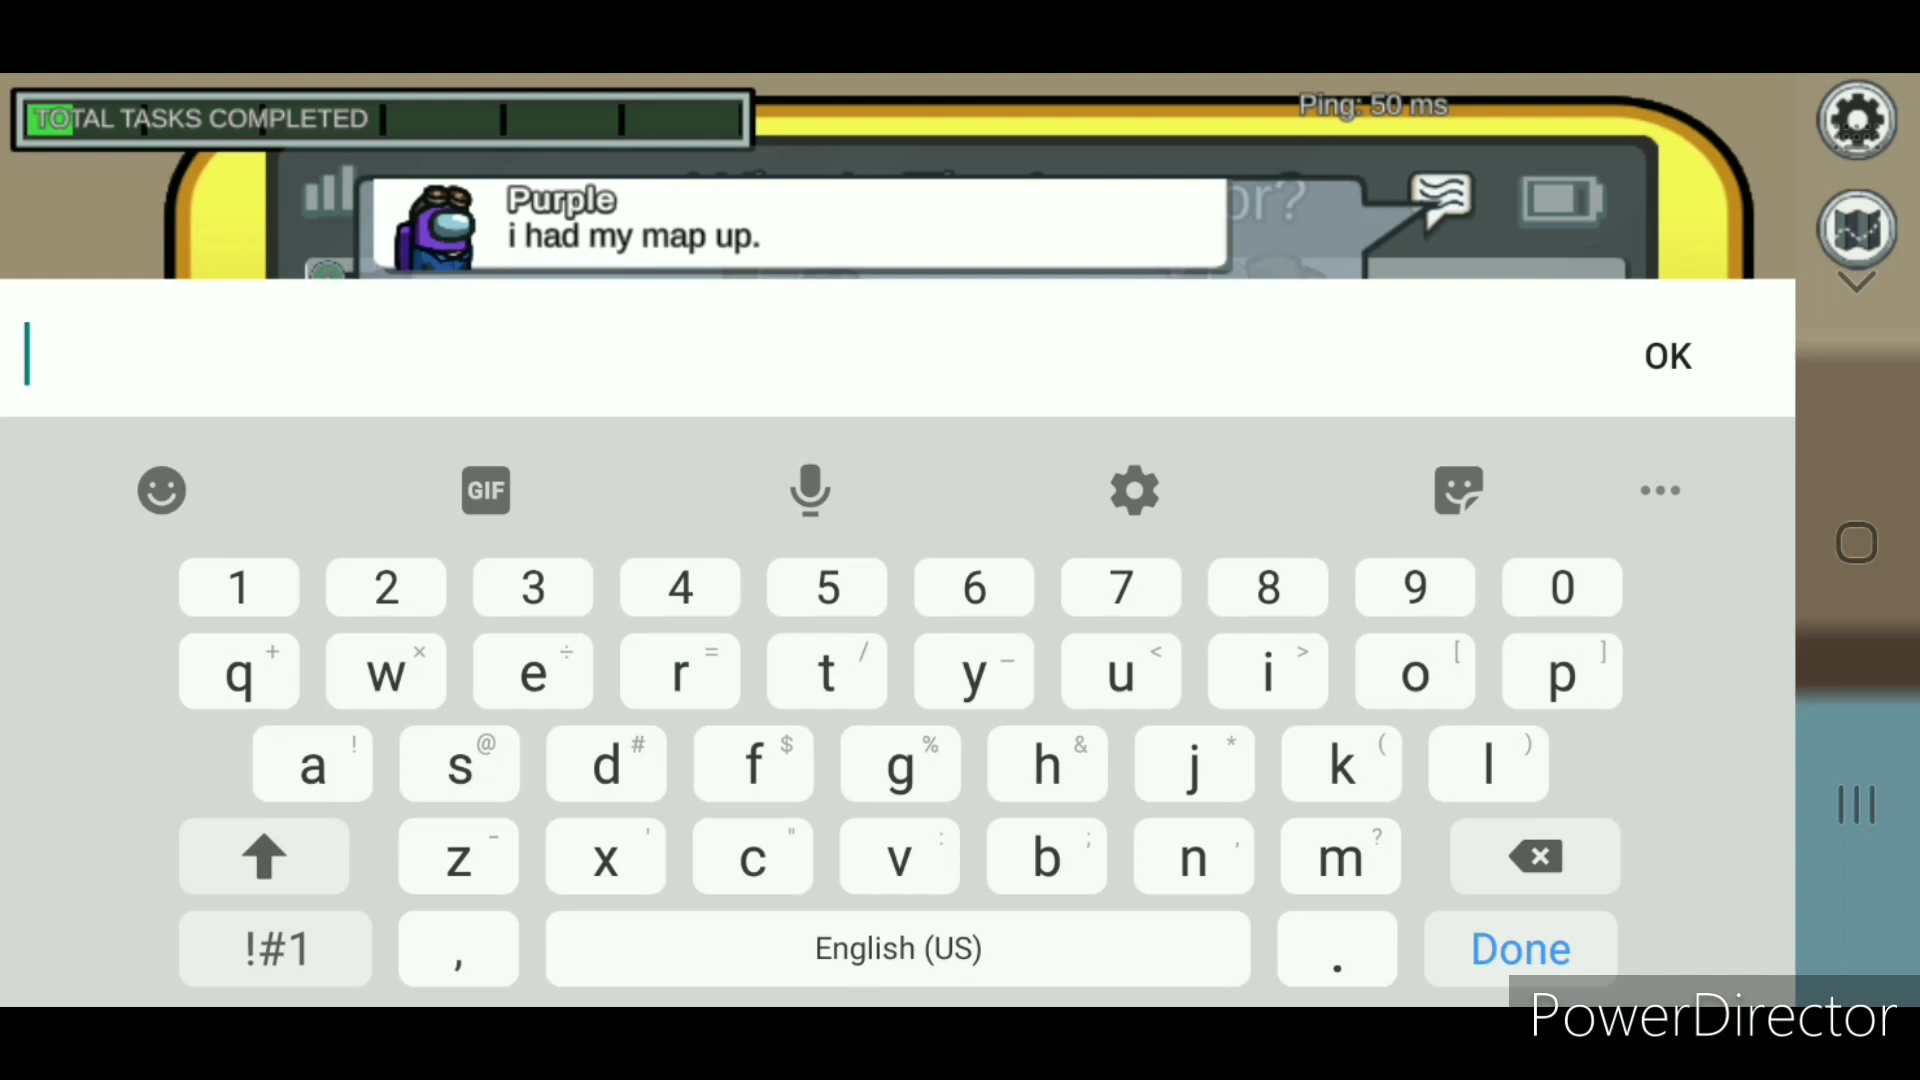 TOTAL TASKS COMPLETED
Ping: 50 ms
or?
Purple
i had my map up.
OK
GIF
1 2 3 4 5 6 7 8 9 0
q + w × e ÷ r = t / y _ u < i > o [ p ]
a ! s @ d # f $ g % h & j * k ( l )
z - x ' c " v : b ; n , m ?
!#1 , English (US) . Done
PowerDirector